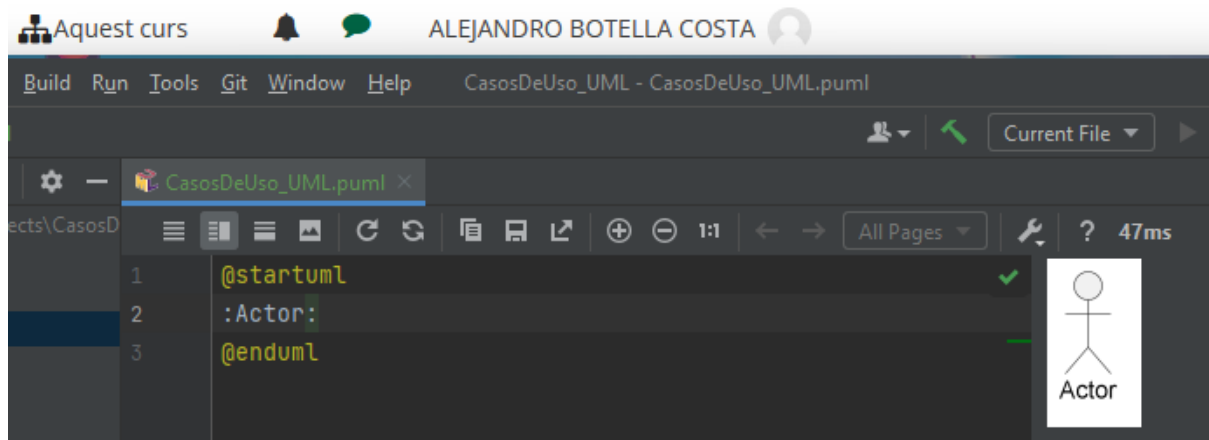 Aquest curs ALEJANDRO BOTELLA COSTA
Build Run Tools Git Window Help CasosDeUso_UML - CasosDeUso_UML.puml
Current File
CasosDeUso_UML.puml
ects\CasosD 1:1 All Pages ? 47ms
1 @startuml
2 :Actor:
3 @enduml
Actor